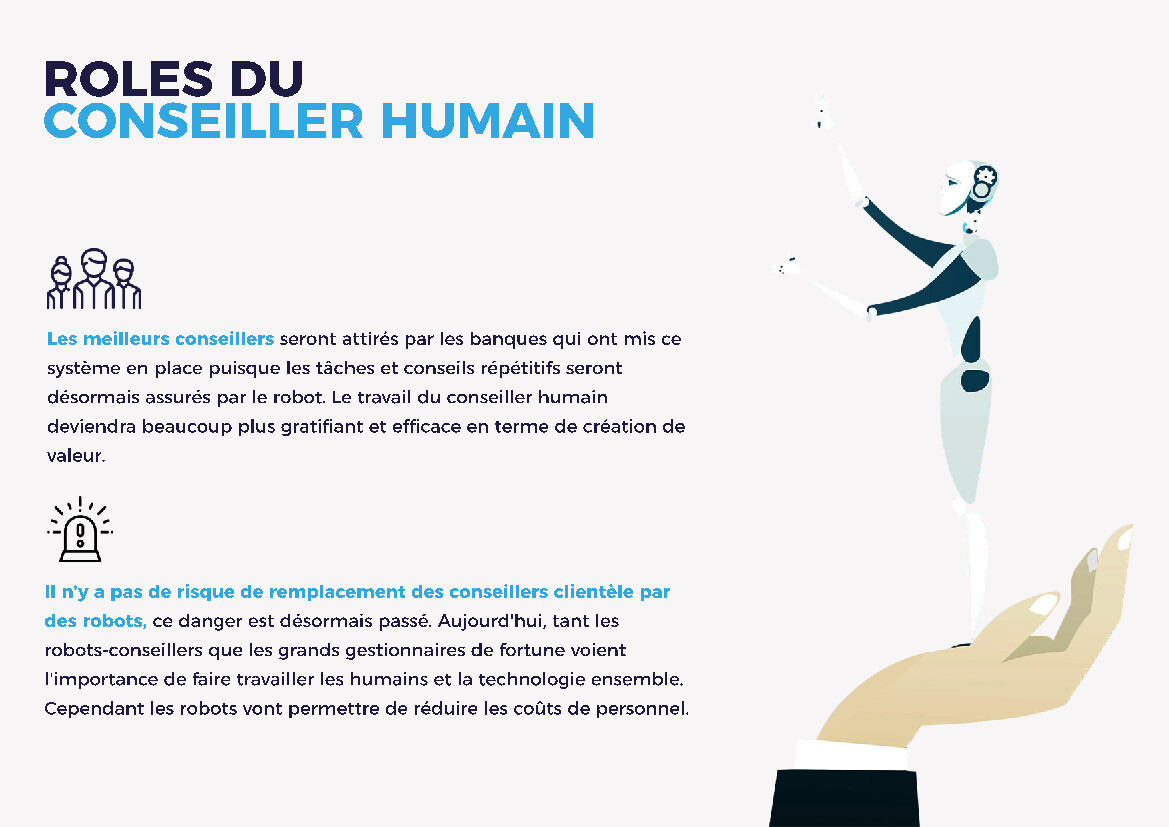 ROLES DU
CONSEILLER HUMAIN
Les meilleurs conseillers seront attirés par les banques qui ont mis ce
système en place puisque les tâches et conseils répétitifs seront
désormais assurés par le robot. Le travail du conseiller humain
deviendra beaucoup plus gratifiant et efficace en terme de création de
valeur.
Il n'y a pas de risque de remplacement des conseillers clientèle par
des robots, ce danger est désormais passé. Aujourd'hui, tant les
robots-conseillers que les grands gestionnaires de fortune voient
l'importance de faire travailler les humains et la technologie ensemble.
Cependant les robots vont permettre de réduire les coûts de personnel.